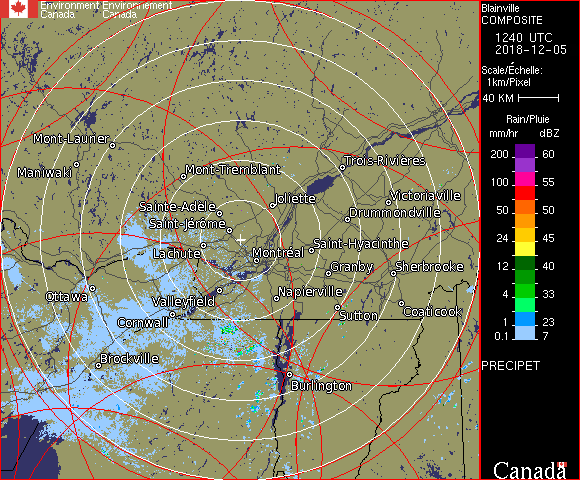 Environment Environnement
Canada Canada
Blainville
COMPOSITE
1240 UTC
2018-12-05
Scale/Échelle:
1km/Pixel
40 KM
Rain/Pluie
mm/hr dBZ
200 60
100 55
50 50
24 45
12 40
4 33
1 23
0.1 7
PRECIPET
Canada
Mont-Laurier
Maniwaki
Mont-Tremblant
Trois-Rivières
Joliette
Victoriaville
Sainte-Adèle
Drummondville
Saint-Jérôme
Saint-Hyacinthe
Lachute
Montréal
Granby
Sherbrooke
Ottawa
Valleyfield
Napierville
Coaticook
Cornwall
Sutton
Brockville
Burlington